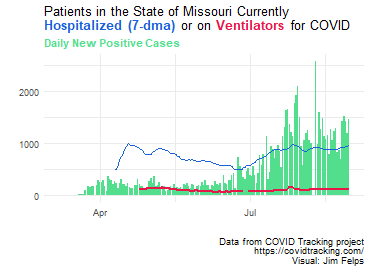 Patients in the State of Missouri Currently
Hospitalized (7-dma) or on Ventilators for COVID
Daily New Positive Cases
2000
1000
0
Apr
Jul
Data from COVID Tracking project
https://covidtracking.com/
Visual: Jim Felps